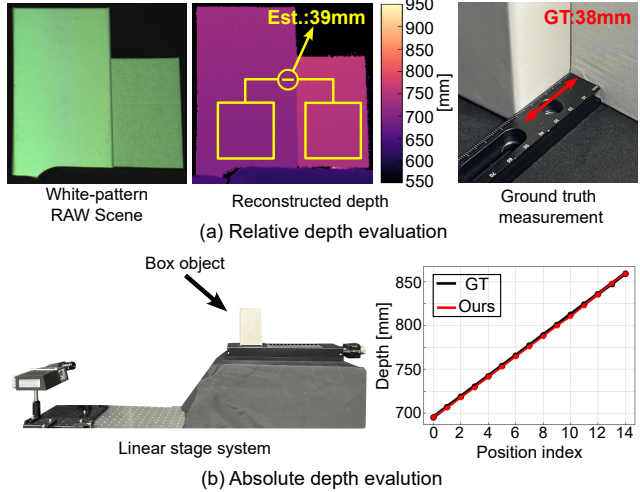 Est.:39mm
950
900
850
800
750
700
650
600
550
[mm]
GT:38mm
White-pattern
RAW Scene
Reconstructed depth
Ground truth
measurement
(a) Relative depth evaluation
Box object
Linear stage system
GT
Ours
Depth [mm]
850
800
750
700
0 2 4 6 8 10 12 14
Position index
(b) Absolute depth evalution